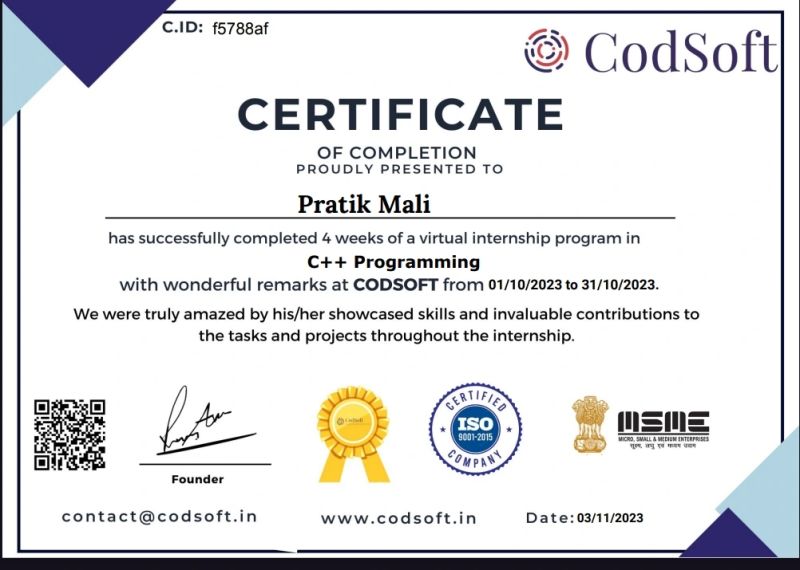 C.ID: f5788af
CodSoft
CERTIFICATE
OF COMPLETION
PROUDLY PRESENTED TO
Pratik Mali
has successfully completed 4 weeks of a virtual internship program in
C++ Programming
with wonderful remarks at CODSOFT from 01/10/2023 to 31/10/2023.
We were truly amazed by his/her showcased skills and invaluable contributions to
the tasks and projects throughout the internship.
Founder
CodSoft
CERTIFIED
ISO
9001-2015
COMPANY
MSME
MICRO, SMALL & MEDIUM ENTERPRISES
सूक्ष्म, लघु एवं मध्यम उद्यम
contact@codsoft.in
www.codsoft.in
Date: 03/11/2023